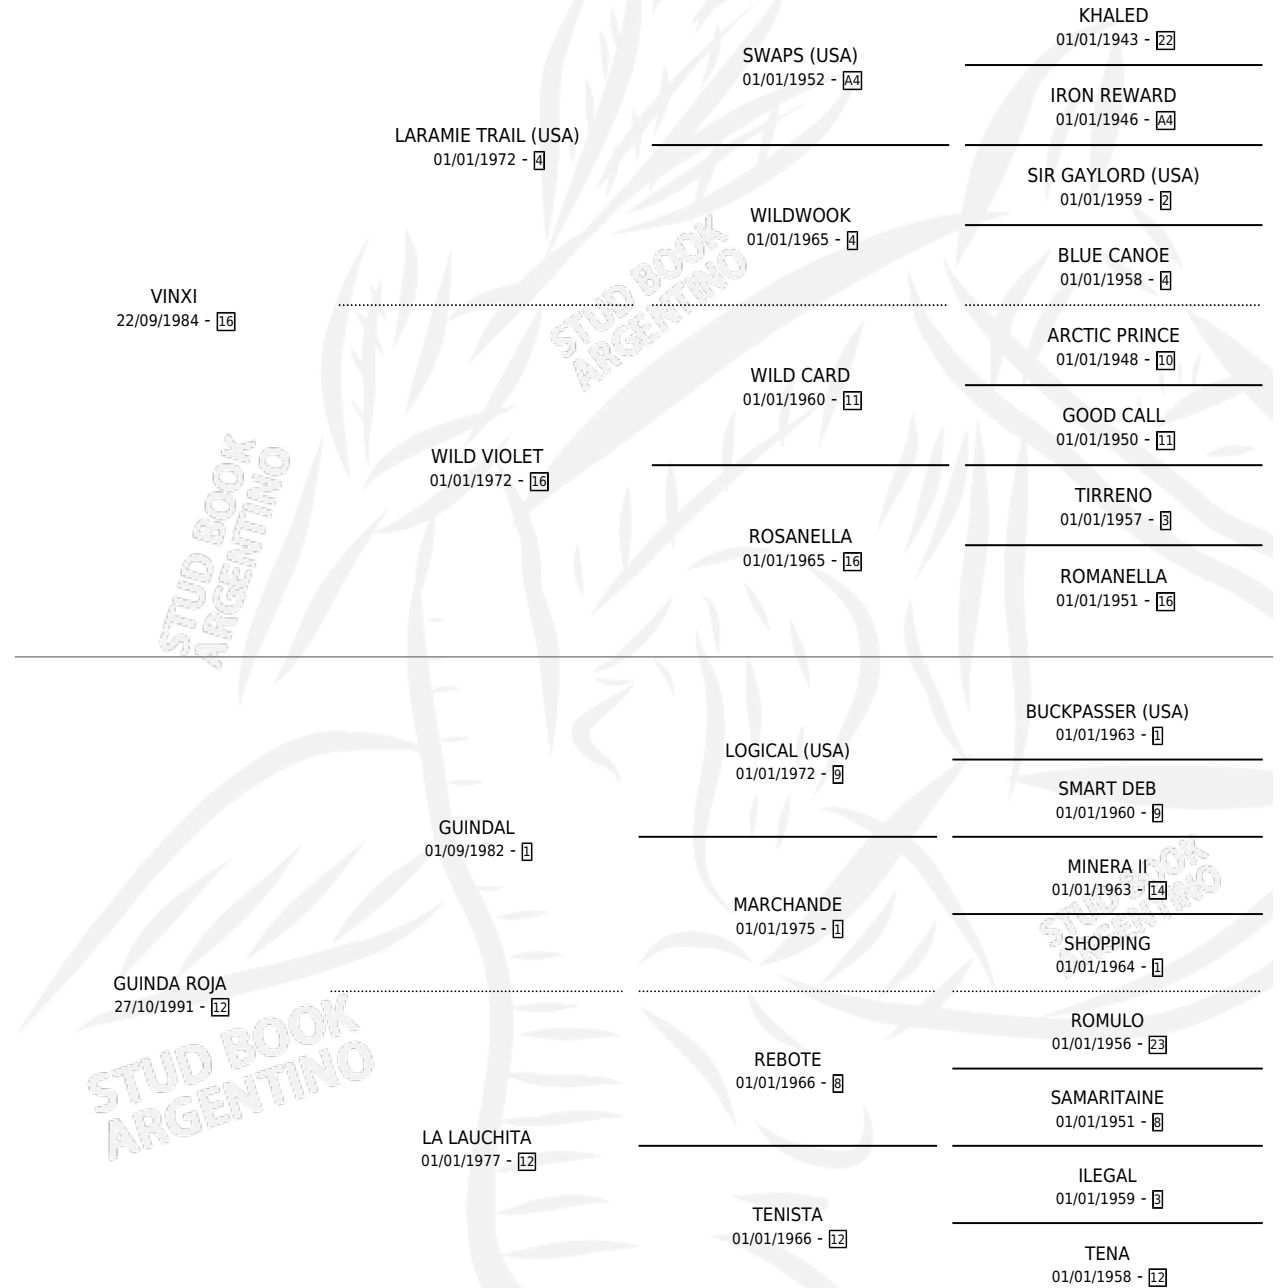 KHALED
01/01/1943 - 22
SWAPS (USA)
01/01/1952 - A4
IRON REWARD
01/01/1946 - A4
LARAMIE TRAIL (USA)
01/01/1972 - 4
SIR GAYLORD (USA)
01/01/1959 - 2
WILDWOOK
01/01/1965 - 4
BLUE CANOE
01/01/1958 - 4
VINXI
22/09/1984 - 16
ARCTIC PRINCE
01/01/1948 - 10
WILD CARD
01/01/1960 - 11
GOOD CALL
01/01/1950 - 11
WILD VIOLET
01/01/1972 - 16
TIRRENO
01/01/1957 - 3
ROSANELLA
01/01/1965 - 16
ROMANELLA
01/01/1951 - 16
BUCKPASSER (USA)
01/01/1963 - 1
LOGICAL (USA)
01/01/1972 - 9
SMART DEB
01/01/1960 - 9
GUINDAL
01/09/1982 - 1
MINERA II
01/01/1963 - 14
MARCHANDE
01/01/1975 - 1
SHOPPING
01/01/1964 - 1
GUINDA ROJA
27/10/1991 - 12
ROMULO
01/01/1956 - 23
REBOTE
01/01/1966 - 8
SAMARITAINE
01/01/1951 - 8
LA LAUCHITA
01/01/1977 - 12
ILEGAL
01/01/1959 - 3
TENISTA
01/01/1966 - 12
TENA
01/01/1958 - 12
STUD BOOK
ARGENTINO
STUD BOOK
ARGENTINO
STUD BOOK
ARGENTINO
STUD BOOK
ARGENTINO